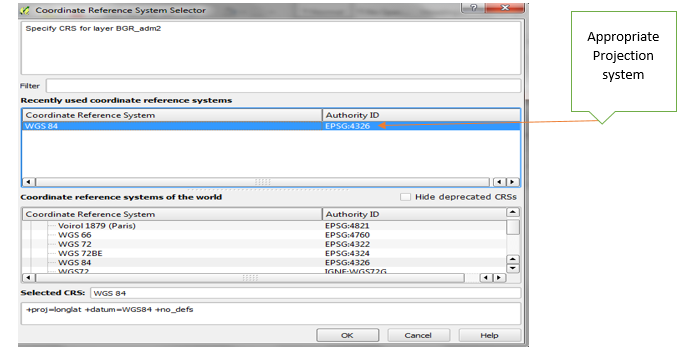 Coordinate Reference System Selector
Specify CRS for layer BGR_adm2
Filter
Recently used coordinate reference systems
Coordinate Reference System Authority ID
WGS 84 EPSG:4326
Coordinate reference systems of the world Hide deprecated CRSs
Coordinate Reference System Authority ID
Voirol 1879 (Paris) EPSG:4821
WGS 66 EPSG:4760
WGS 72 EPSG:4322
WGS 72BE EPSG:4324
WGS 84 EPSG:4326
WGS72 IGNF:WGS72G
Selected CRS: WGS 84
+proj=longlat +datum=WGS84 +no_defs
OK Cancel Help
Appropriate
Projection
system